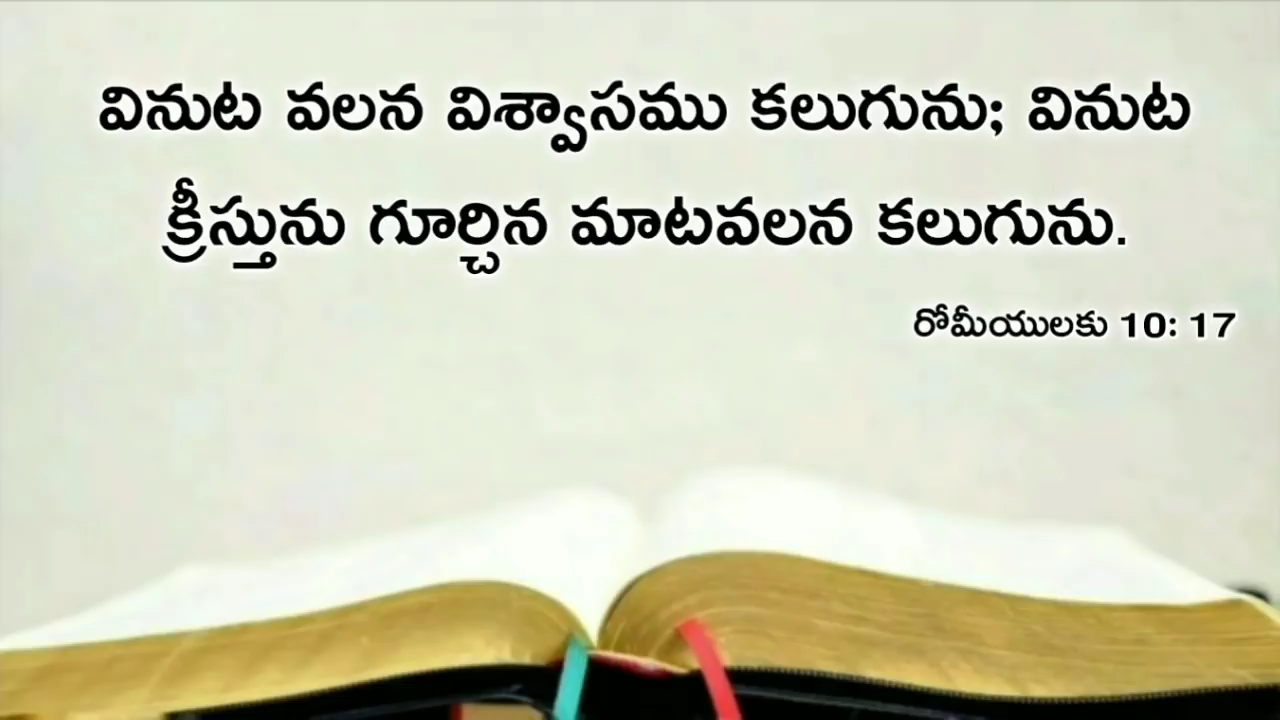 వినుట వలన విశ్వాసము కలుగును; వినుట
క్రీస్తును గూర్చిన మాటవలన కలుగును.
రోమీయులకు 10: 17